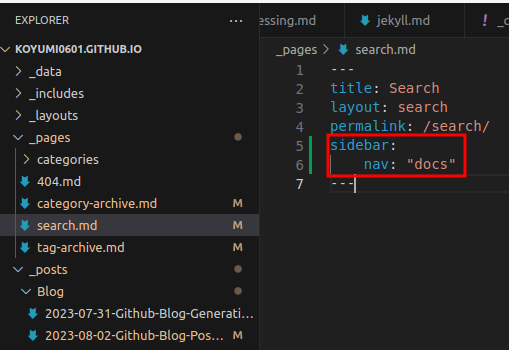 EXPLORER
...
KOYUMI0601.GITHUB.IO
_data
_includes
_layouts
_pages
categories
404.md
category-archive.md M
search.md M
tag-archive.md M
_posts
Blog
2023-07-31-Github-Blog-Generati...
2023-08-02-Github-Blog-Pos... M
essing.md
jekyll.md
! _c
_pages > search.md
1 ---
2 title: Search
3 layout: search
4 permalink: /search/
5 sidebar:
6 nav: "docs"
7 ---